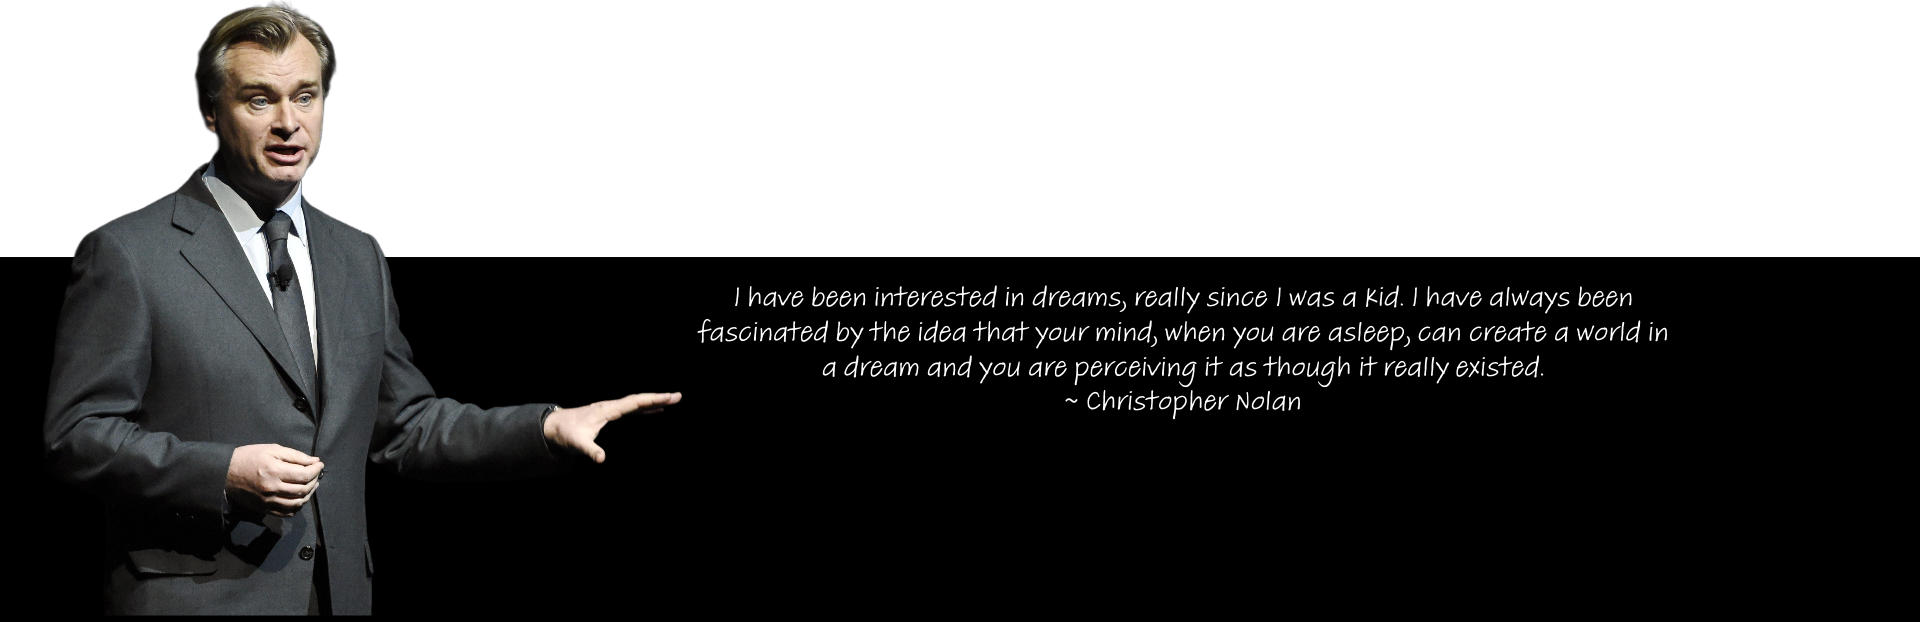 I have been interested in dreams, really since I was a kid. I have always been
fascinated by the idea that your mind, when you are asleep, can create a world in
a dream and you are perceiving it as though it really existed.
~ Christopher Nolan